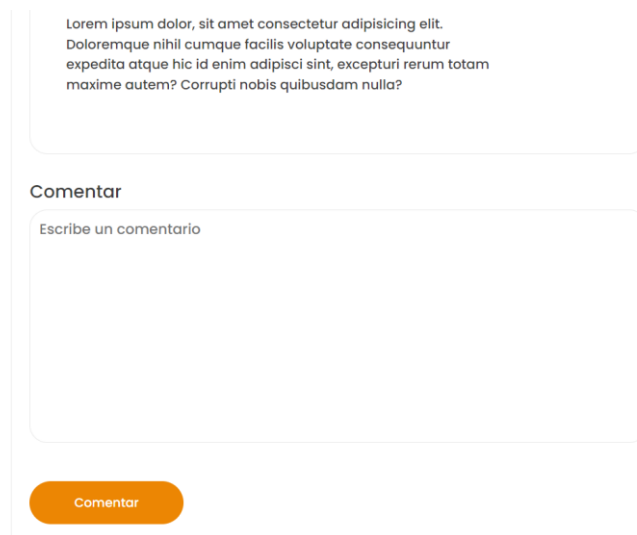 Lorem ipsum dolor, sit amet consectetur adipisicing elit.
Doloremque nihil cumque facilis voluptate consequuntur
expedita atque hic id enim adipisci sint, excepturi rerum totam
maxime autem? Corrupti nobis quibusdam nulla?
Comentar
Escribe un comentario
Comentar